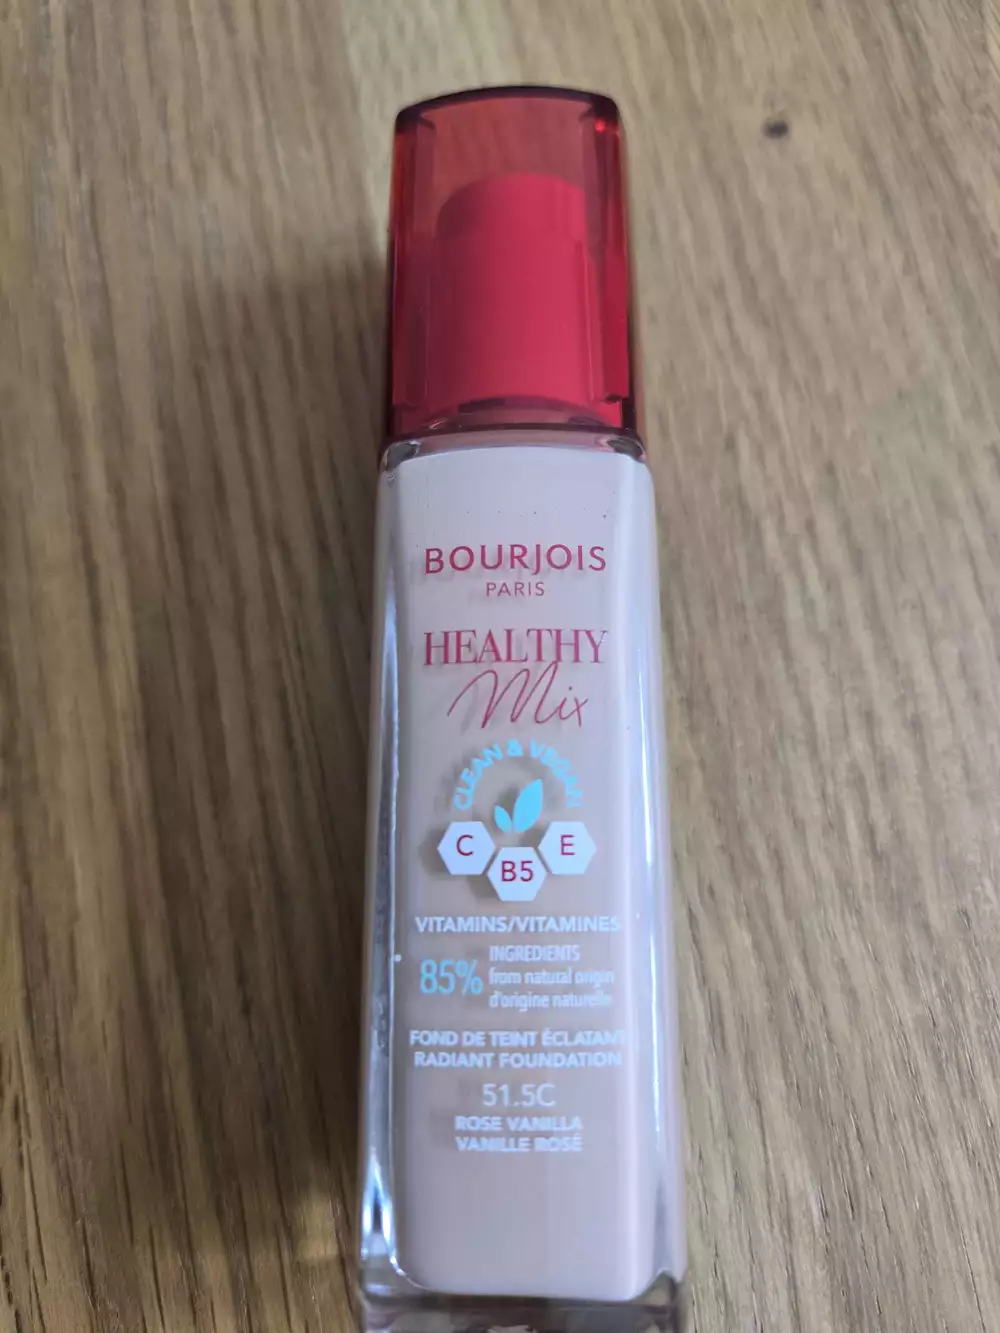 BOURJOIS
PARIS
HEALTHY
Mix
CLEAN & VEGAN
C
B5
E
VITAMINS/VITAMINES
85%
INGREDIENTS
from natural origin
d'origine naturelle
FOND DE TEINT ÉCLATANT
RADIANT FOUNDATION
51.5C
ROSE VANILLA
VANILLE ROSÉ